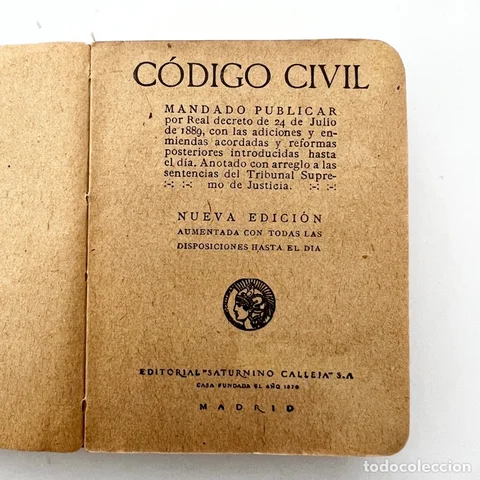 CÓDIGO CIVIL
MANDADO PUBLICAR
por Real decreto de 24 de Julio
de 1889, con las adiciones y en-
miendas acordadas y reformas
posteriores introducidas hasta
el día. Anotado con arreglo a las
sentencias del Tribunal Supre-
:-: :-: mo de Justicia. :-: :-:
NUEVA EDICIÓN
AUMENTADA CON TODAS LAS
DISPOSICIONES HASTA EL DIA
EDITORIAL "SATURNINO CALLEJA" S.A
CASA FUNDADA EL AÑO 1876
MADRID
todocoleccion